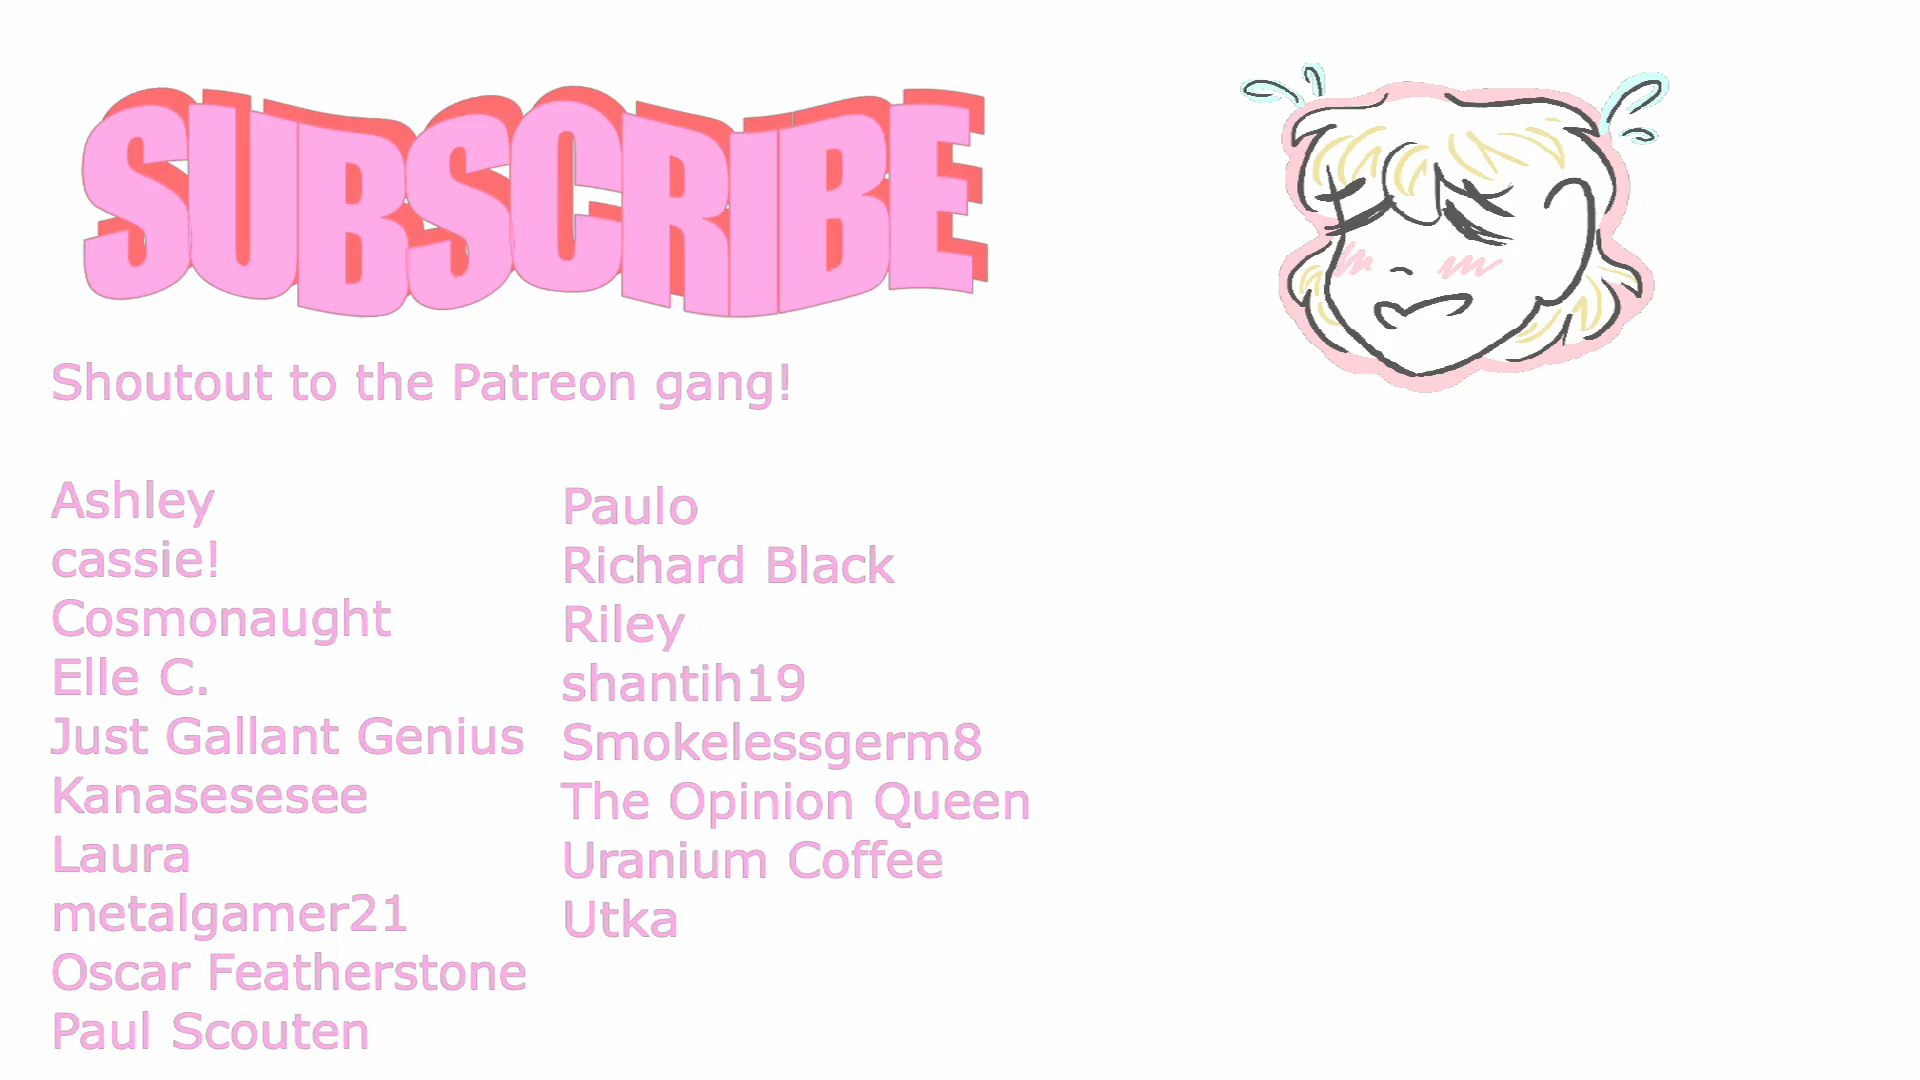 SUBSCRIBE
Shoutout to the Patreon gang!
Ashley
cassie!
Cosmonaught
Elle C.
Just Gallant Genius
Kanasesesee
Laura
metalgamer21
Oscar Featherstone
Paul Scouten
Paulo
Richard Black
Riley
shantih19
Smokelessgerm8
The Opinion Queen
Uranium Coffee
Utka